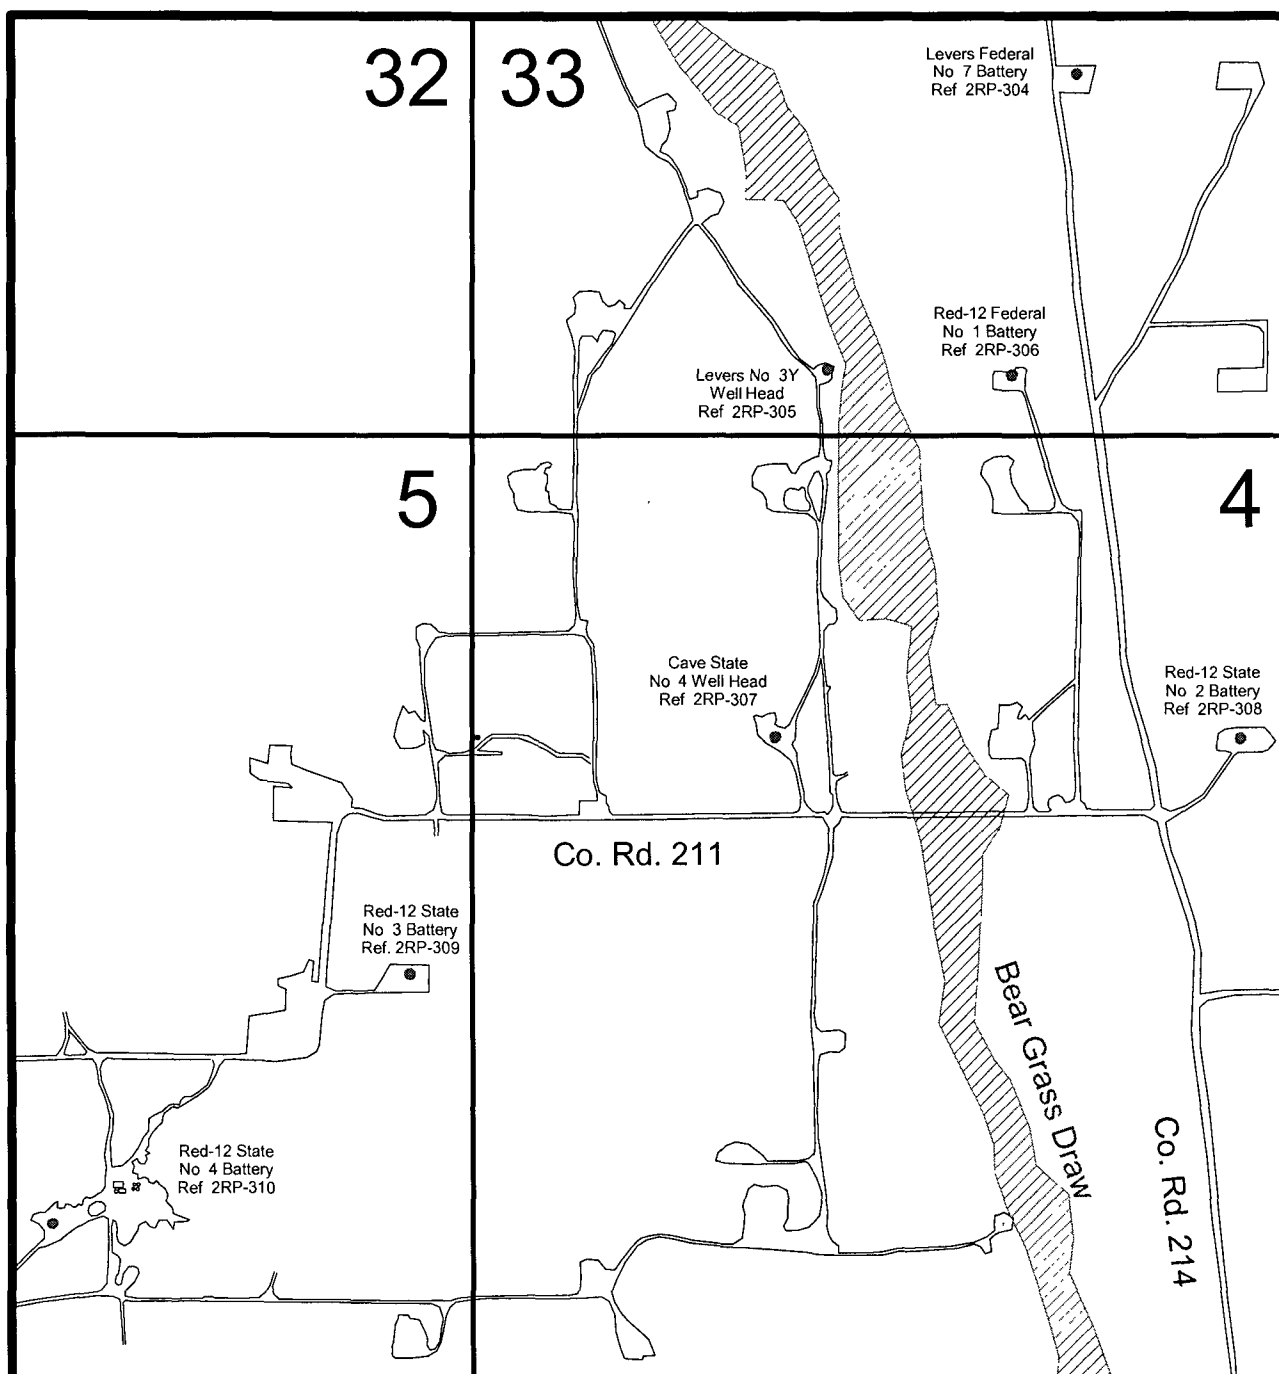 32
33
Levers Federal
No 7 Battery
Ref 2RP-304
Red-12 Federal
No 1 Battery
Ref 2RP-306
Levers No 3Y
Well Head
Ref 2RP-305
5
4
Cave State
No 4 Well Head
Ref 2RP-307
Red-12 State
No 2 Battery
Ref 2RP-308
Co. Rd. 211
Red-12 State
No 3 Battery
Ref. 2RP-309
Bear Grass Draw
Co. Rd. 214
Red-12 State
No 4 Battery
Ref 2RP-310